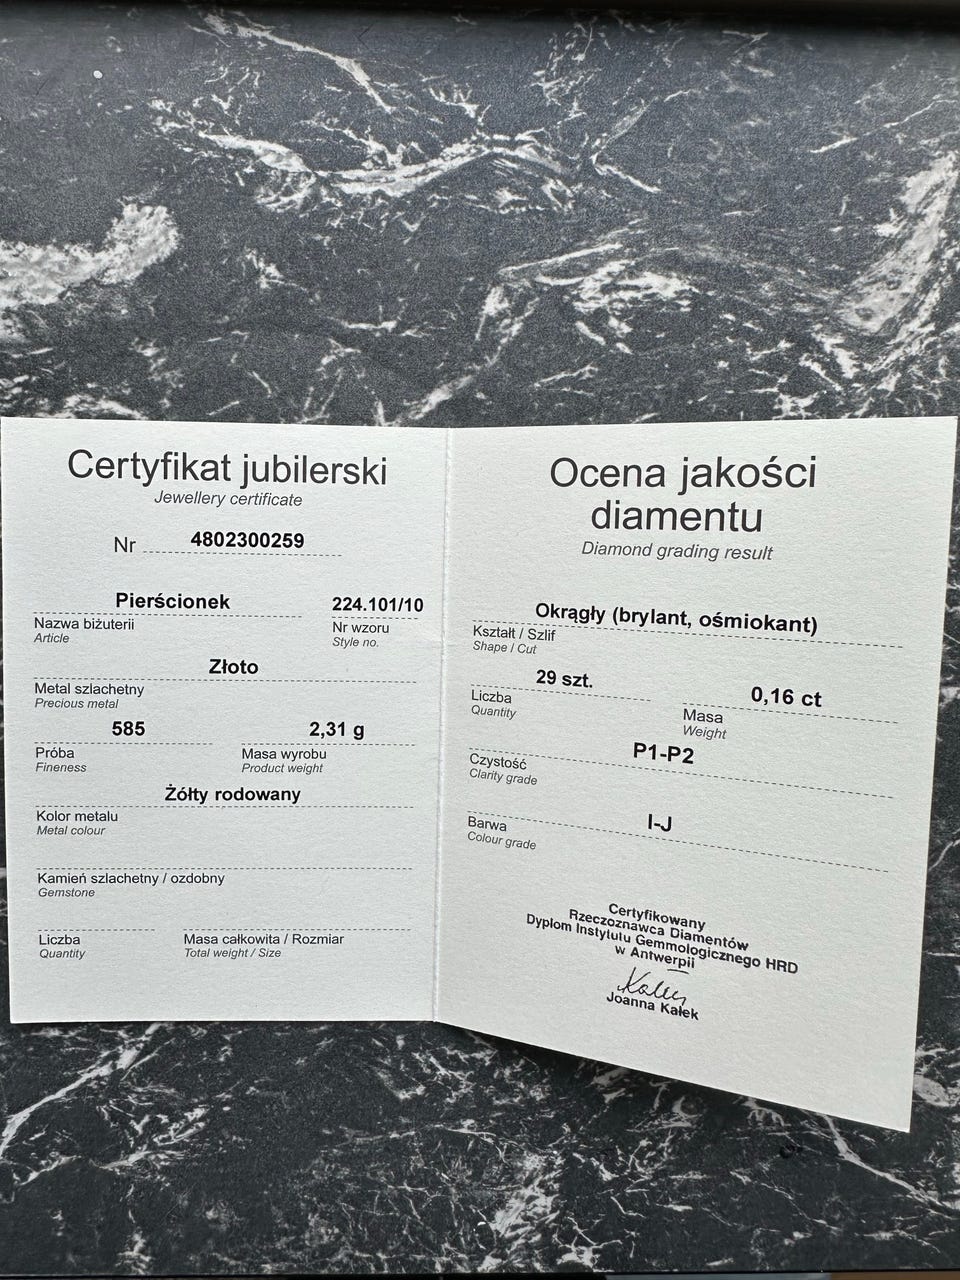 Certyfikat jubilerski
Jewellery certificate
Nr 4802300259
Pierścionek 224.101/10
Nazwa biżuterii Nr wzoru
Article Style no.
Złoto
Metal szlachetny
Precious metal
585 2,31 g
Próba Masa wyrobu
Fineness Product weight
Żółty rodowany
Kolor metalu
Metal colour
Kamień szlachetny / ozdobny
Gemstone
Liczba Masa całkowita / Rozmiar
Quantity Total weight / Size
Ocena jakości
diamentu
Diamond grading result
Okrągły (brylant, ośmiokant)
Kształt / Szlif
Shape / Cut
29 szt. 0,16 ct
Liczba Masa
Quantity Weight
P1-P2
Czystość
Clarity grade
I-J
Barwa
Colour grade
Certyfikowany
Rzeczoznawca Diamentów
Dyplom Instytutu Gemmologicznego HRD
w Antwerpii
Kałek
Joanna Kałek